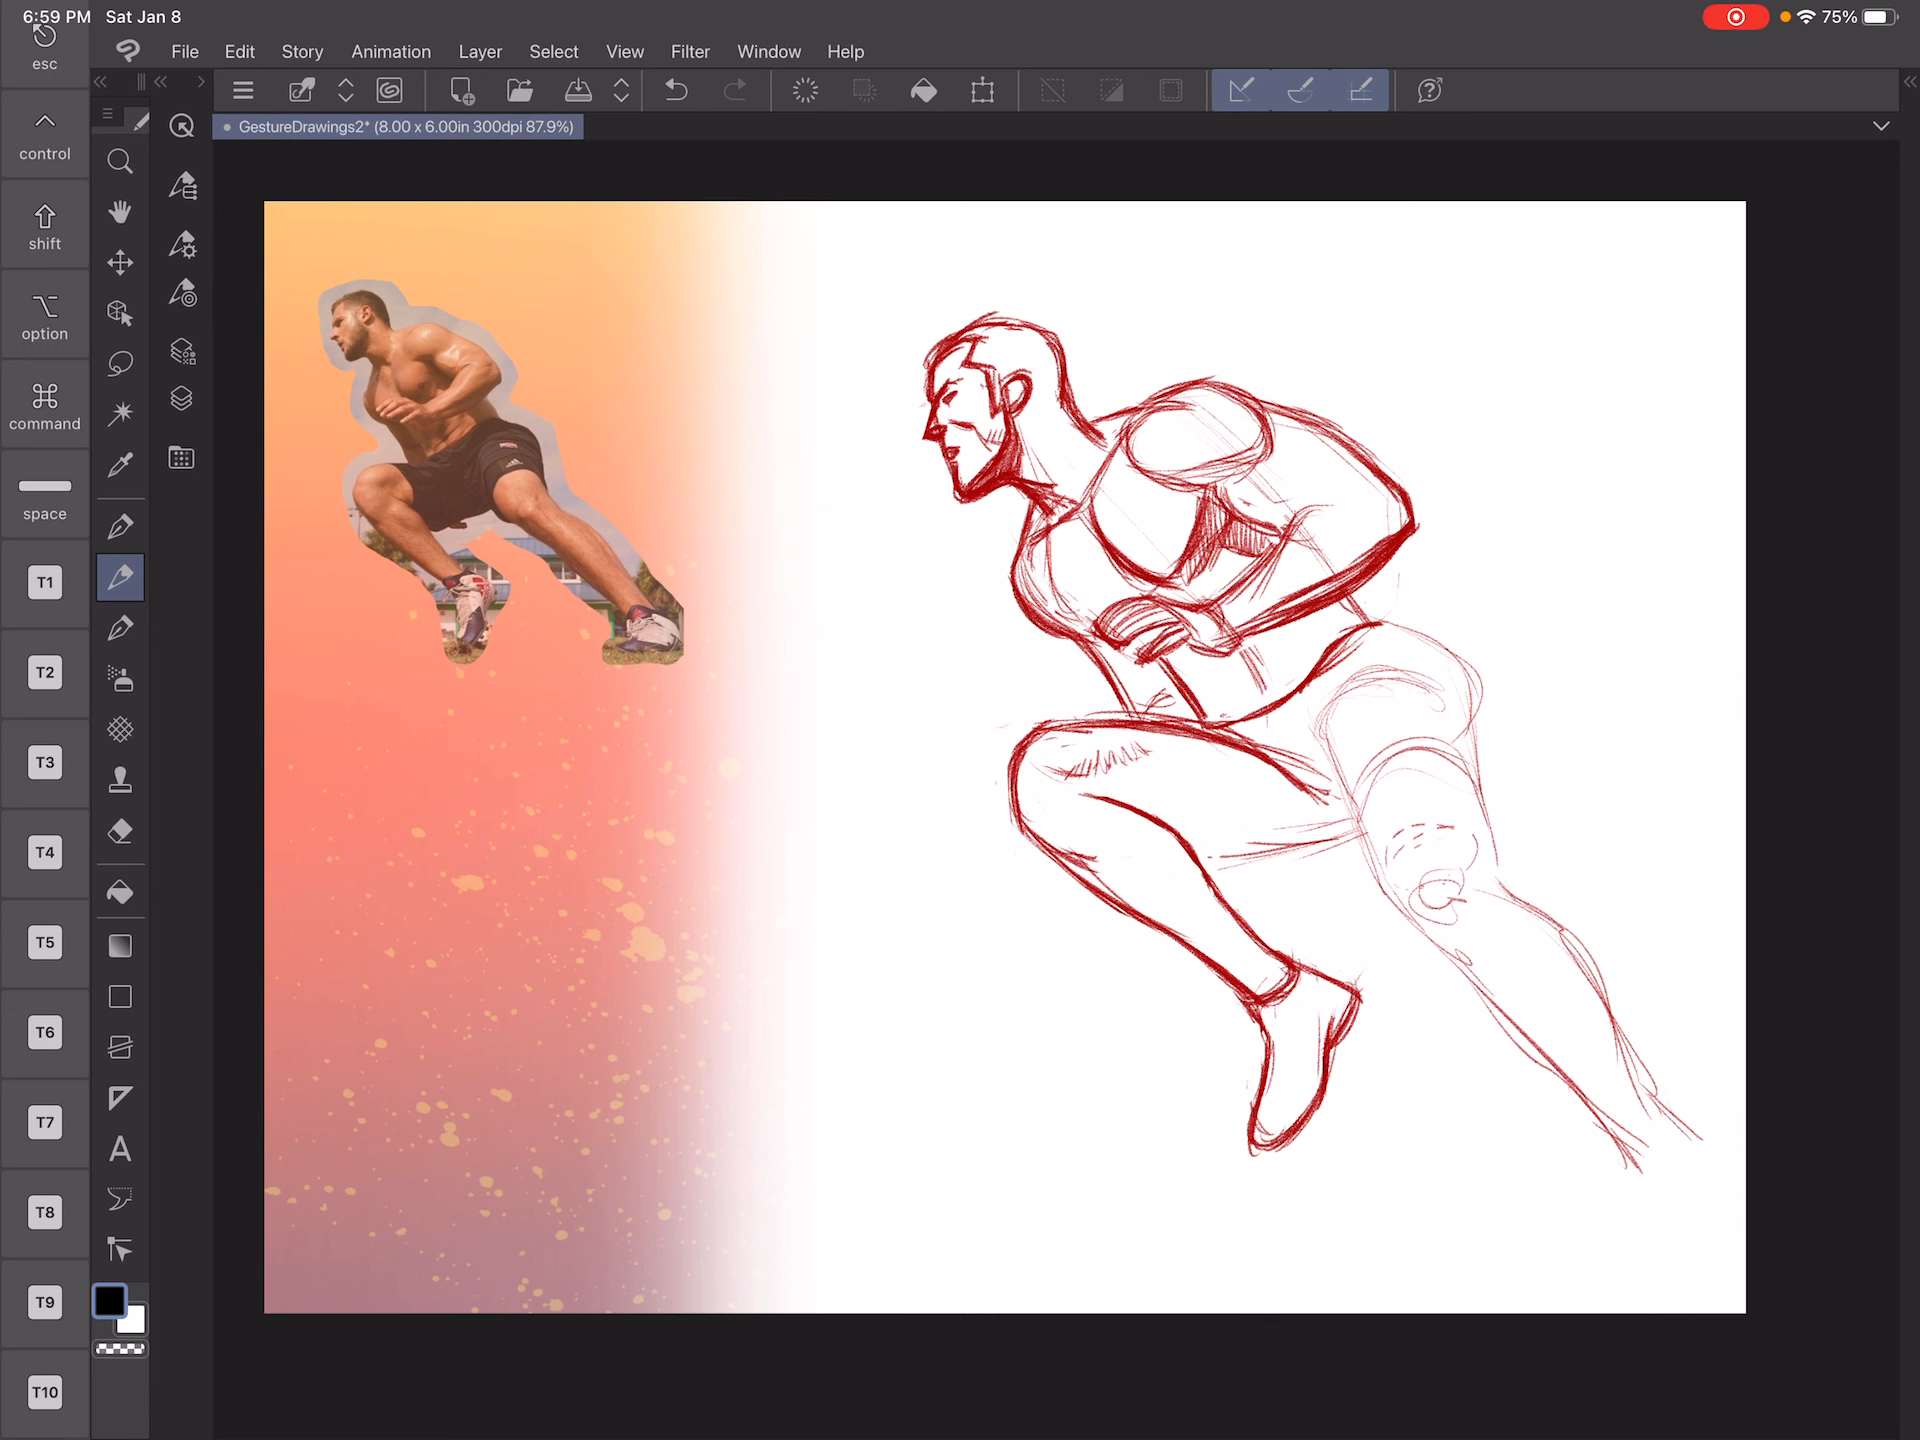 6:59 PM Sat Jan 8
75%
esc
File Edit Story Animation Layer Select View Filter Window Help
GestureDrawings2* (8.00 x 6.00in 300dpi 87.9%)
control
shift
option
command
space
T1
T2
T3
T4
T5
T6
T7
T8
T9
T10